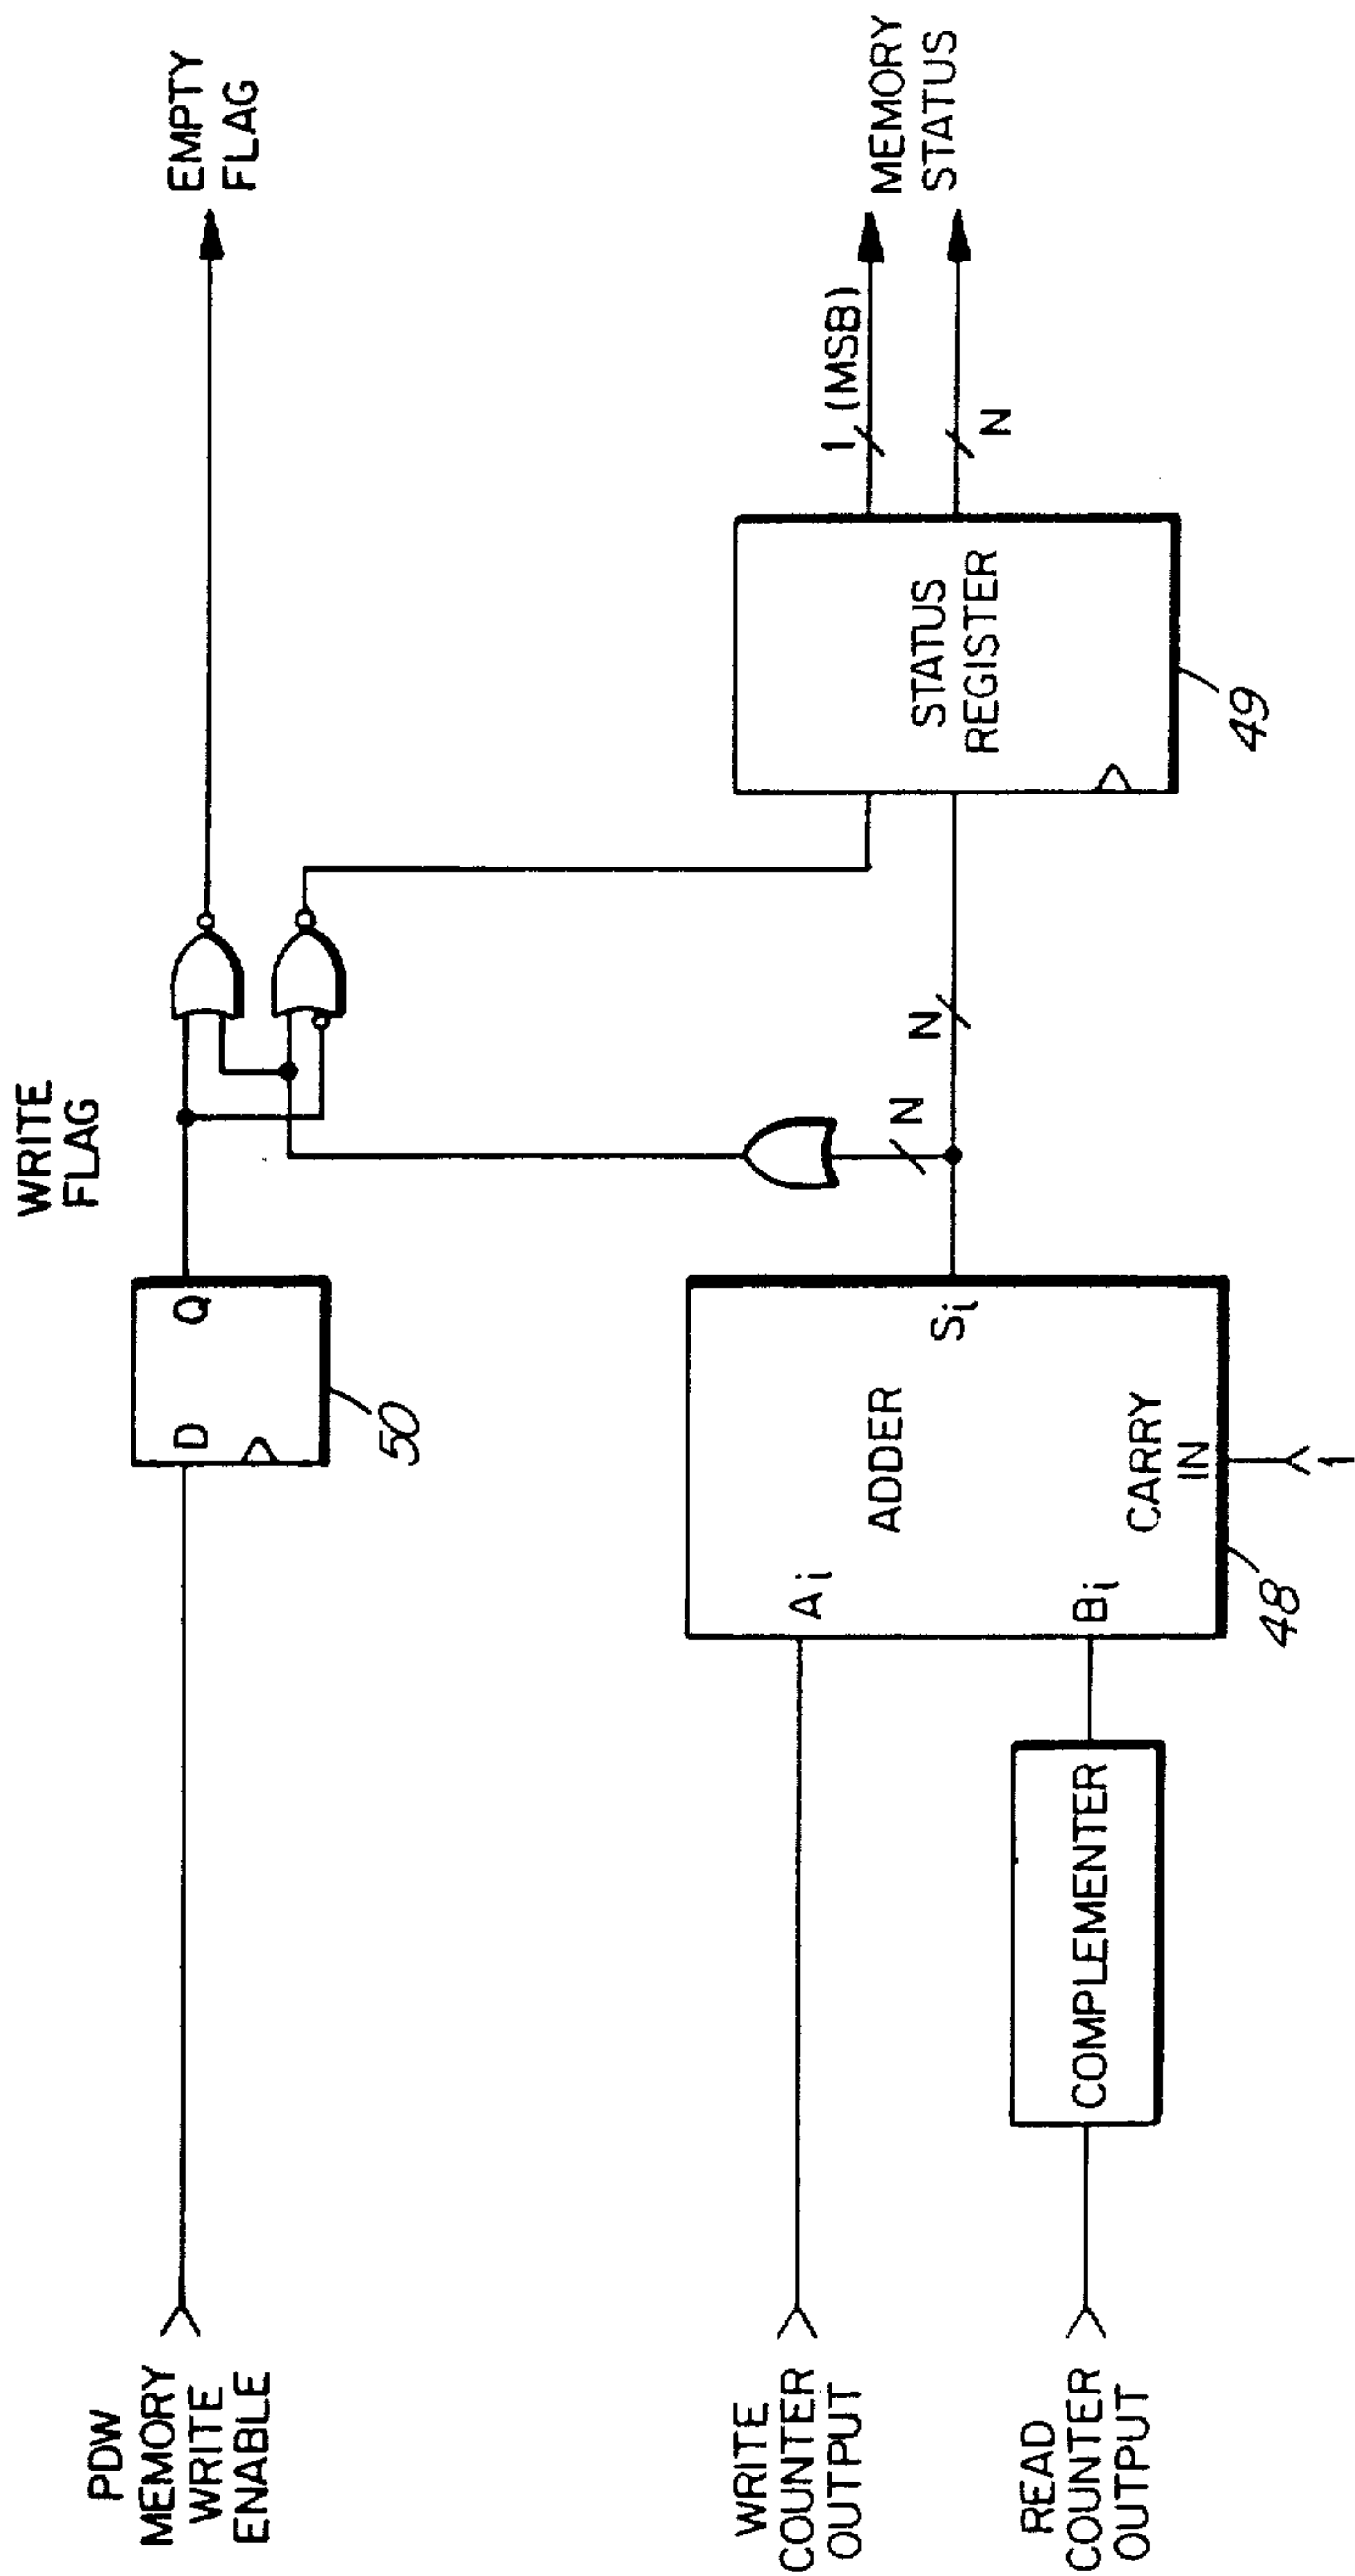 PDW
MEMORY
WRITE
ENABLE
D
Q
50
WRITE
FLAG
EMPTY
FLAG
WRITE
COUNTER
OUTPUT
READ
COUNTER
OUTPUT
COMPLEMENTER
Ai
Bi
ADDER
Si
CARRY
IN
1
48
N
N
STATUS
REGISTER
49
1 (MSB)
N
MEMORY
STATUS